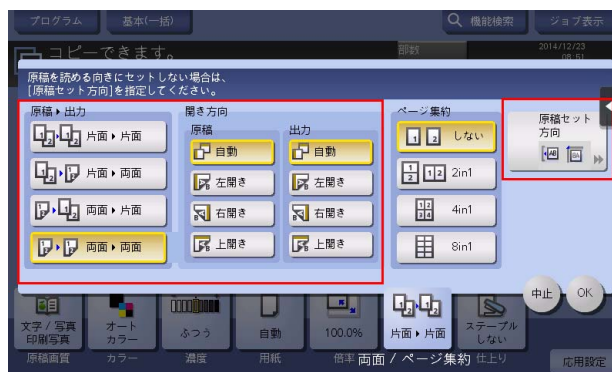 プログラム
基本(一括)
機能検索
ジョブ表示
コピーできます。
部数
2014/12/23
08:51
原稿を読める向きにセットしない場合は、
[原稿セット方向]を指定してください。
原稿 ▸ 出力
片面 ▸ 片面
片面 ▸ 両面
両面 ▸ 片面
両面 ▸ 両面
開き方向
原稿
自動
左開き
右開き
上開き
出力
自動
左開き
右開き
上開き
ページ集約
しない
2in1
4in1
8in1
原稿セット
方向
中止
OK
文字 / 写真
印刷写真
オート
カラー
ふつう
自動
100.0%
片面 ▸ 片面
ステープル
しない
原稿画質
カラー
濃度
用紙
倍率
両面 / ページ集約
仕上り
応用設定